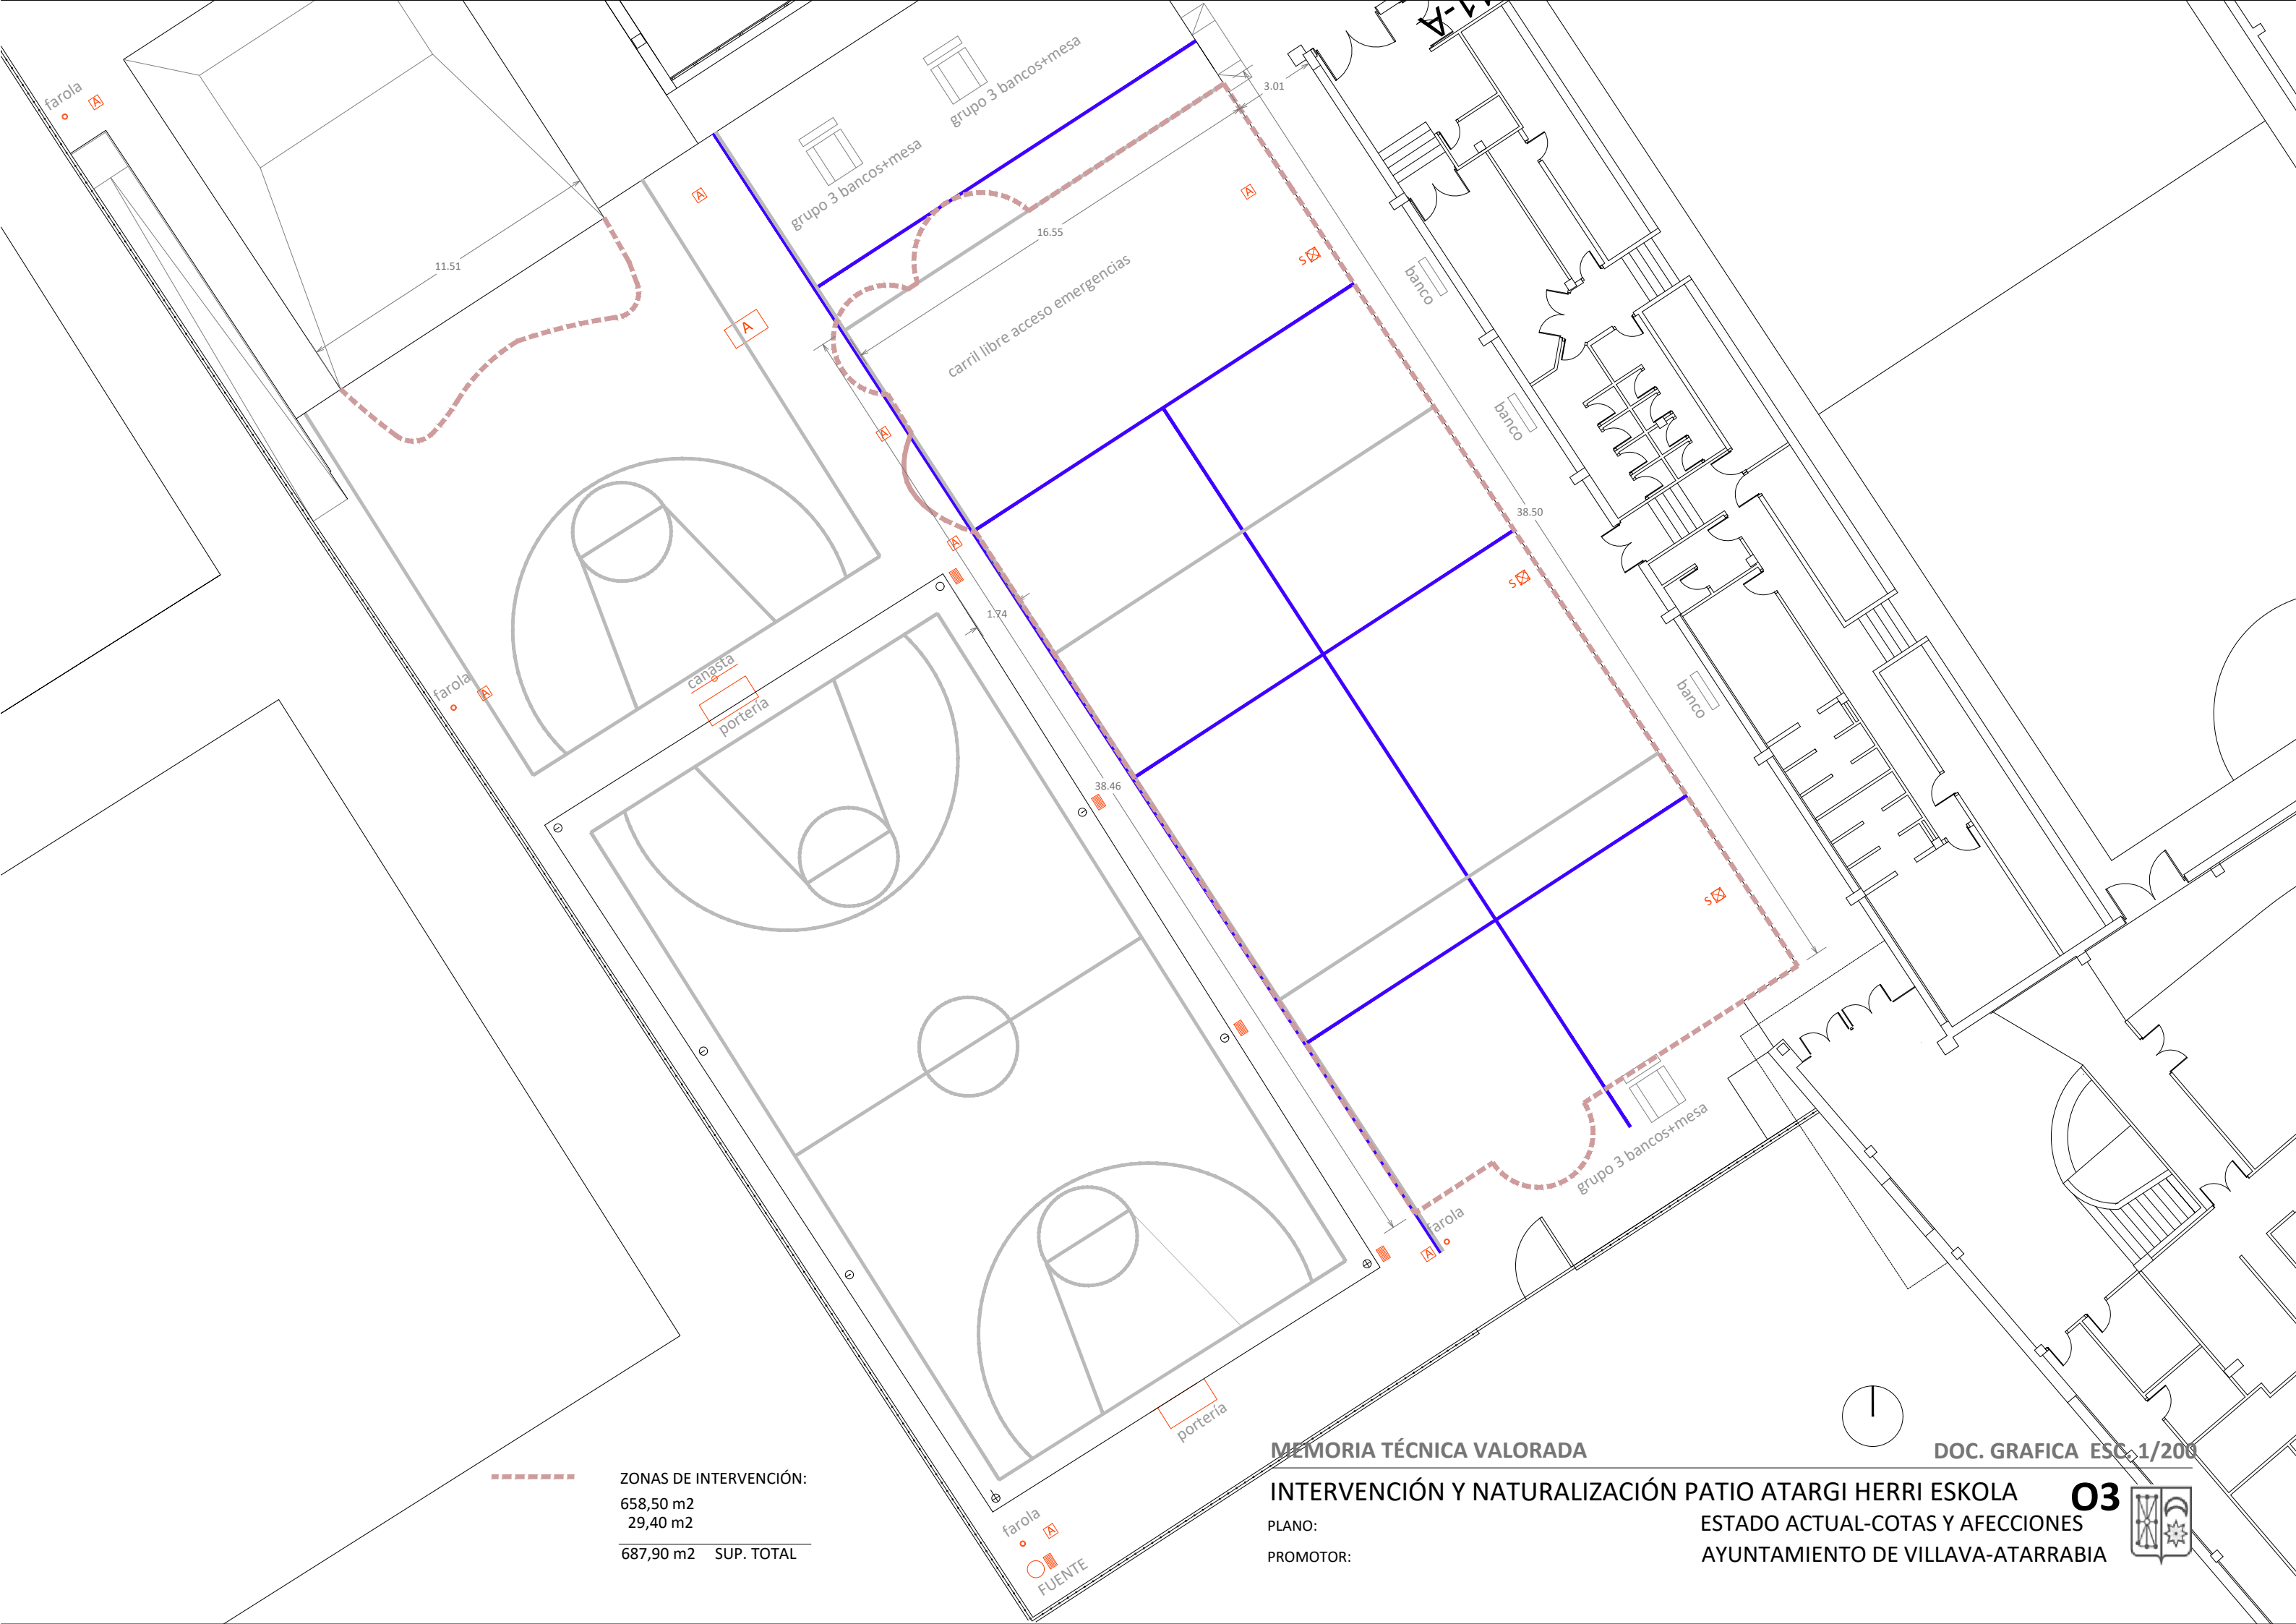 11-A
farola
A
grupo 3 bancos+mesa
grupo 3 bancos+mesa
3.01
A
A
16.55
S
11.51
carril libre acceso emergencias
banco
A
banco
A
38.50
A
S
1.74
canasta
portería
farola
A
banco
38.46
S
grupo 3 bancos+mesa
farola
A
portería
farola
A
FUENTE
ZONAS DE INTERVENCIÓN:
658,50 m2
29,40 m2
687,90 m2 SUP. TOTAL
MEMORIA TÉCNICA VALORADA
DOC. GRAFICA ESC. 1/200
INTERVENCIÓN Y NATURALIZACIÓN PATIO ATARGI HERRI ESKOLA
O3
PLANO:
ESTADO ACTUAL-COTAS Y AFECCIONES
PROMOTOR:
AYUNTAMIENTO DE VILLAVA-ATARRABIA